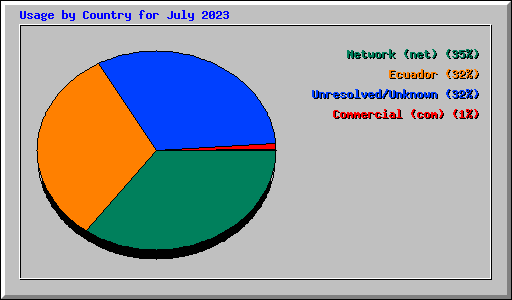 Usage by Country for July 2023
Network (net) (35%)
Ecuador (32%)
Unresolved/Unknown (32%)
Commercial (com) (1%)